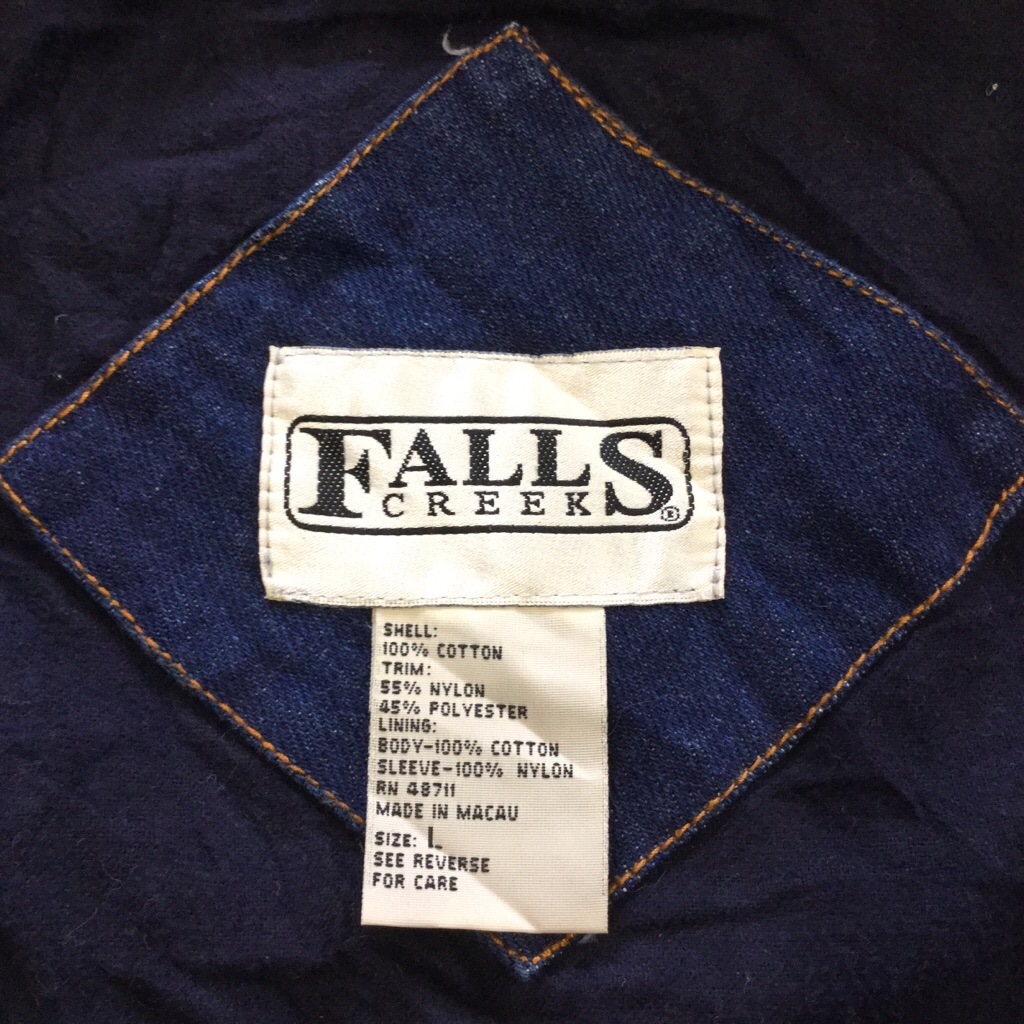 FALLS
CREEK ®
SHELL:
100% COTTON
TRIM:
55% NYLON
45% POLYESTER
LINING:
BODY-100% COTTON
SLEEVE-100% NYLON
RN 48711
MADE IN MACAU
SIZE: L
SEE REVERSE
FOR CARE